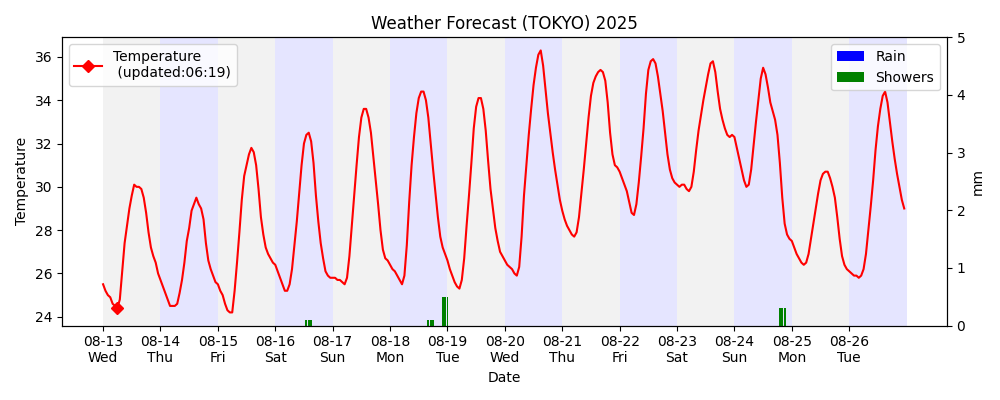 Weather Forecast (TOKYO) 2025
Temperature
(updated:06:19)
Rain
Showers
36
34
32
30
28
26
24
Temperature
5
4
3
2
1
0
mm
08-13 08-14 08-15 08-16 08-17 08-18 08-19 08-20 08-21 08-22 08-23 08-24 08-25 08-26
Wed Thu Fri Sat Sun Mon Tue Wed Thu Fri Sat Sun Mon Tue
Date